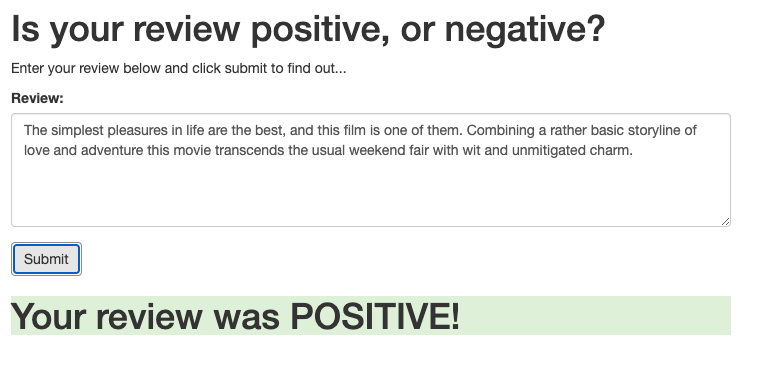 Is your review positive, or negative?
Enter your review below and click submit to find out...
Review:
The simplest pleasures in life are the best, and this film is one of them. Combining a rather basic storyline of
love and adventure this movie transcends the usual weekend fair with wit and unmitigated charm.
Submit
Your review was POSITIVE!